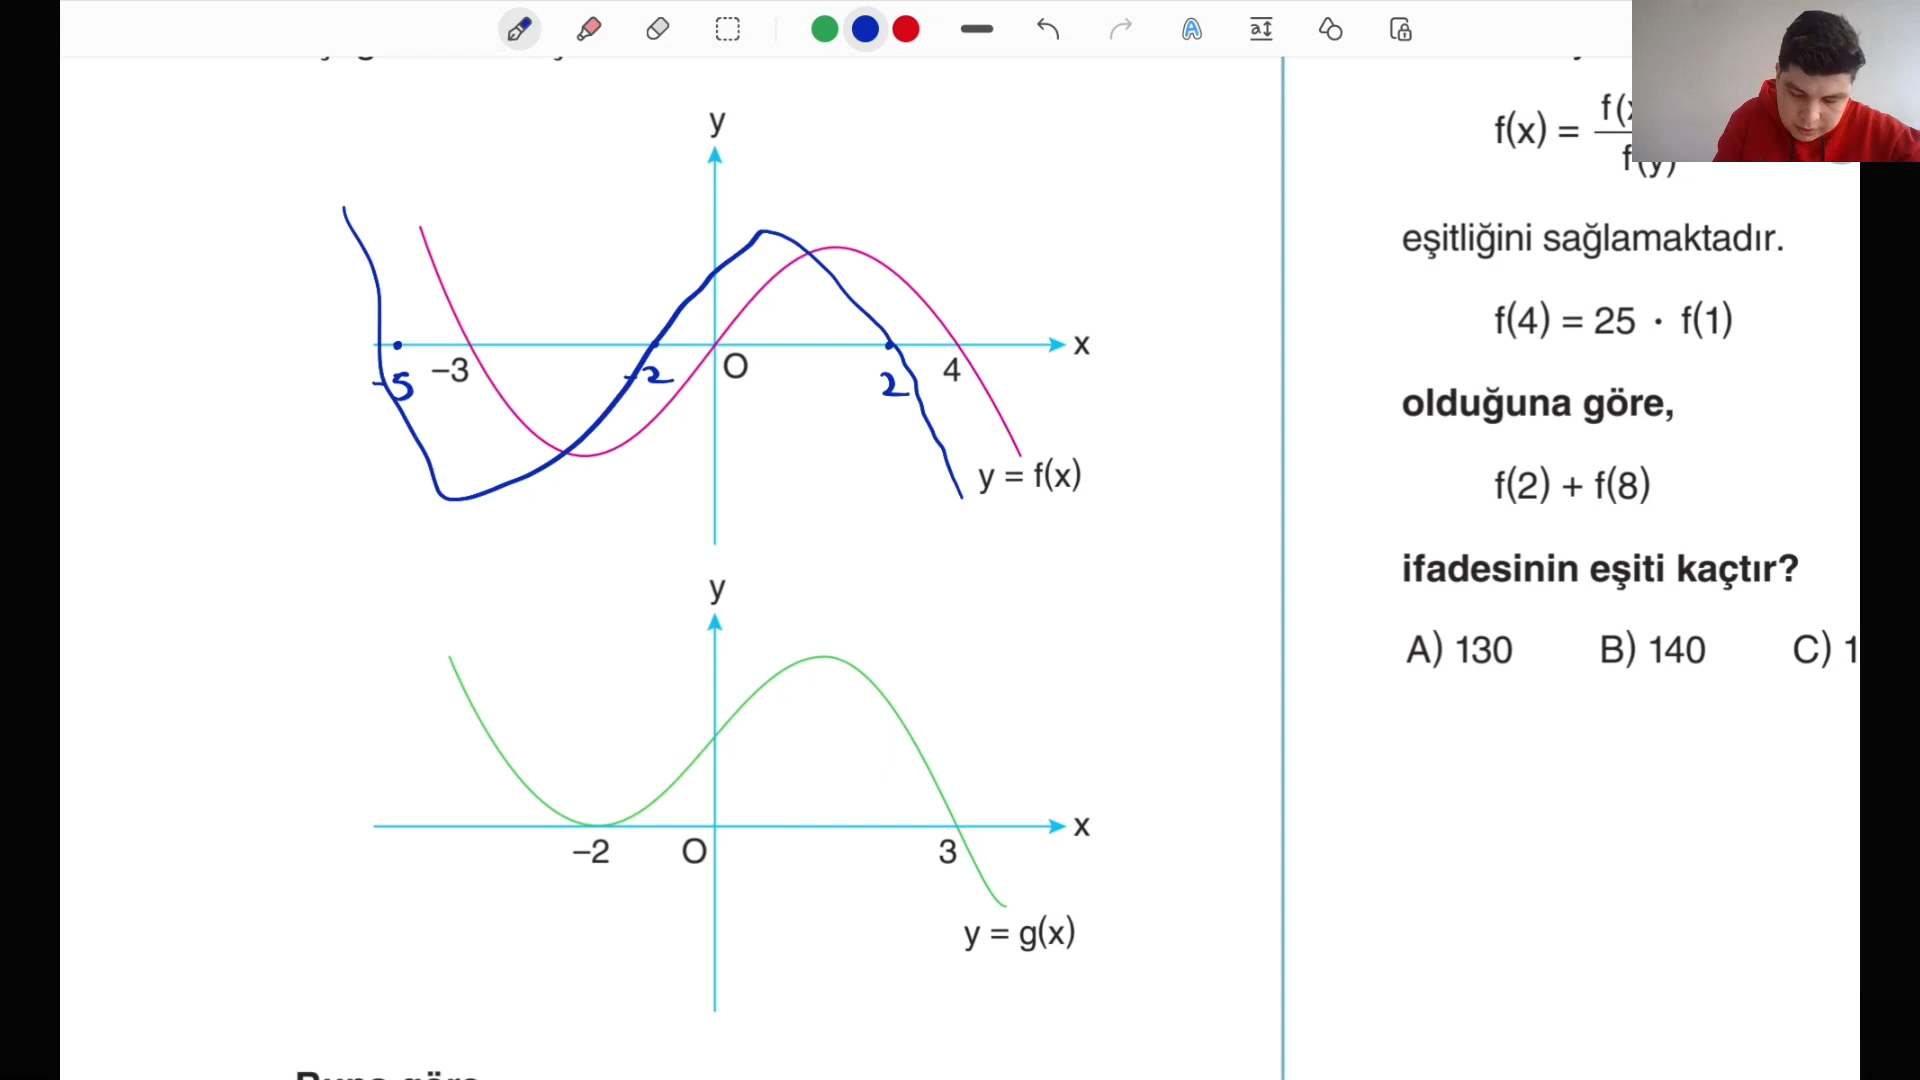 y
x
-3
O
4
-5
-2
2
y = f(x)
y
x
-2
O
3
y = g(x)
f(x) =
f(y)
eşitliğini sağlamaktadır.
f(4) = 25 · f(1)
olduğuna göre,
f(2) + f(8)
ifadesinin eşiti kaçtır?
A) 130 B) 140 C) 1